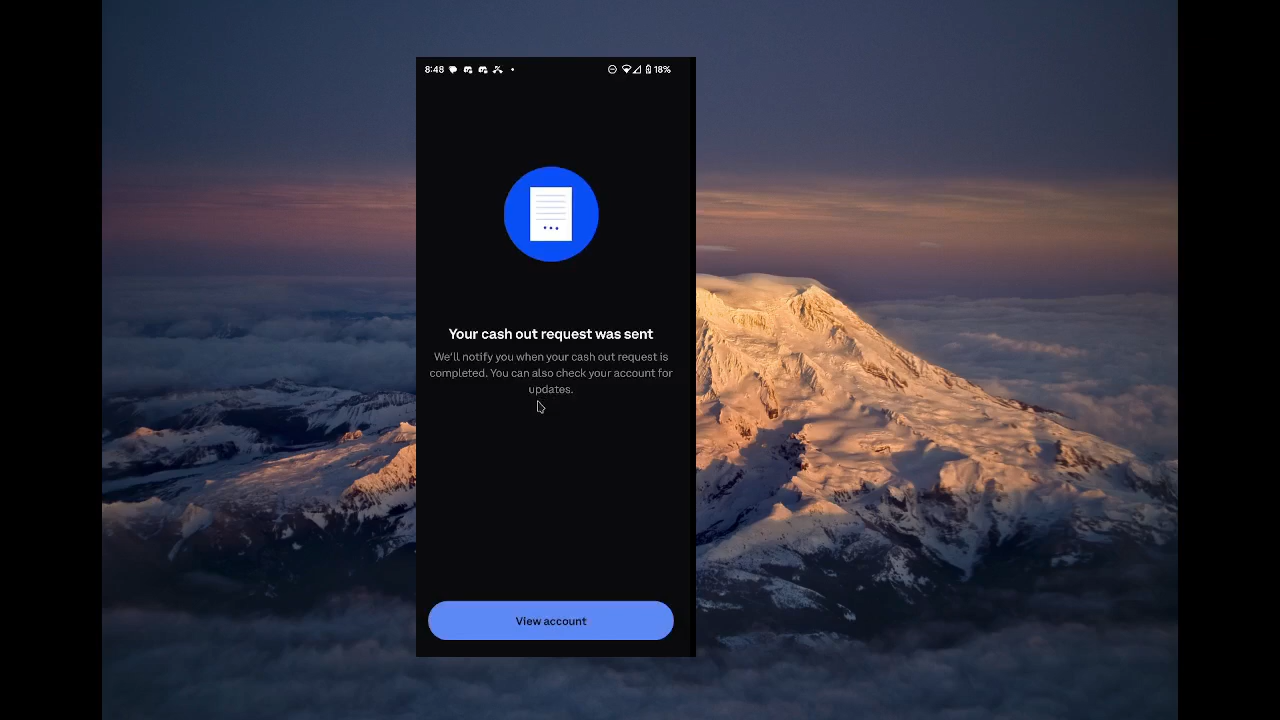 8:48 18%
Your cash out request was sent
We'll notify you when your cash out request is
completed. You can also check your account for
updates.
View account